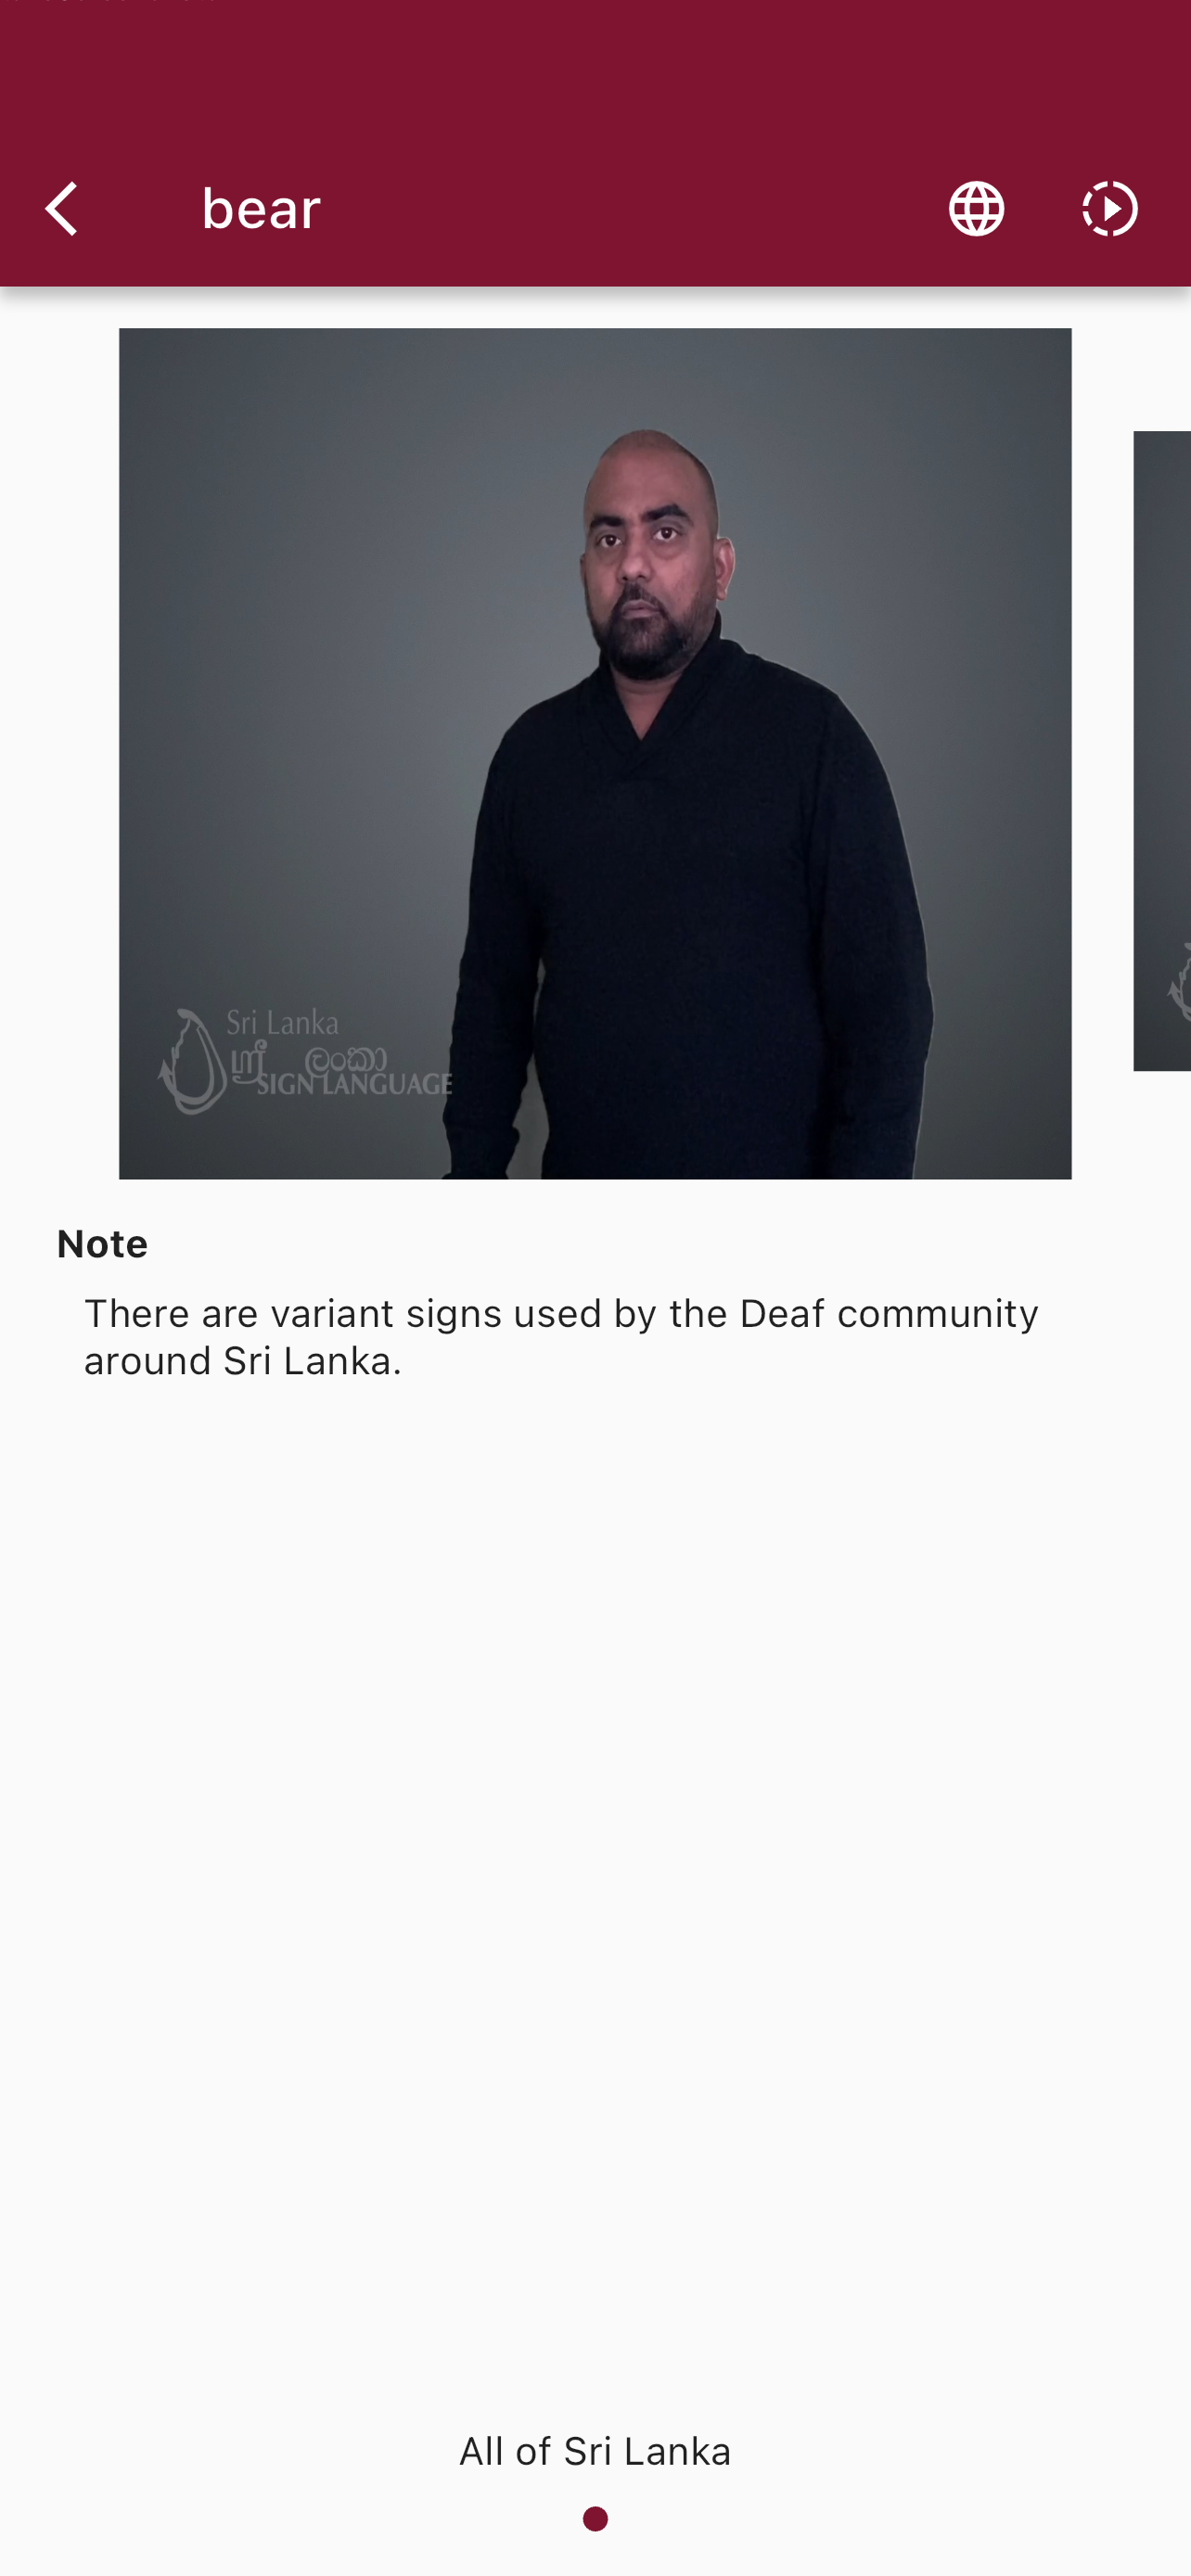 bear
Sri Lanka
ශ්‍රී ලංකා
SIGN LANGUAGE
Note
There are variant signs used by the Deaf community
around Sri Lanka.
All of Sri Lanka